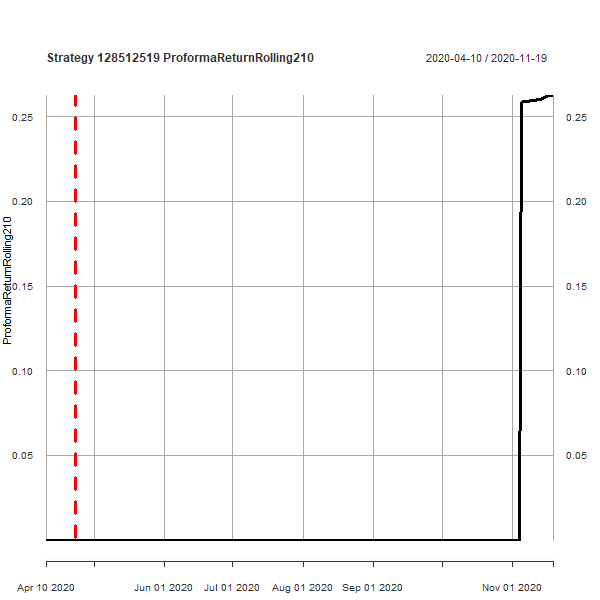 Strategy 128512519 ProformaReturnRolling210
2020-04-10 / 2020-11-19
ProformaReturnRolling210
0.25
0.20
0.15
0.10
0.05
0.25
0.20
0.15
0.10
0.05
Apr 10 2020
Jun 01 2020
Jul 01 2020
Aug 01 2020
Sep 01 2020
Nov 01 2020